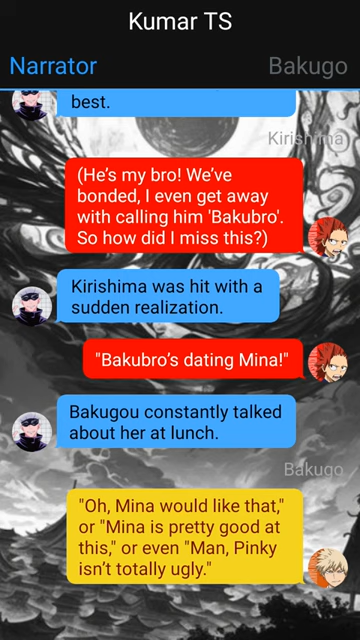 Kumar TS
Narrator
Bakugo
best.
Kirishima
(He's my bro! We've
bonded, I even get away
with calling him 'Bakubro'.
So how did I miss this?)
Kirishima was hit with a
sudden realization.
"Bakubro's dating Mina!"
Bakugou constantly talked
about her at lunch.
Bakugo
"Oh, Mina would like that,"
or "Mina is pretty good at
this," or even "Man, Pinky
isn't totally ugly."